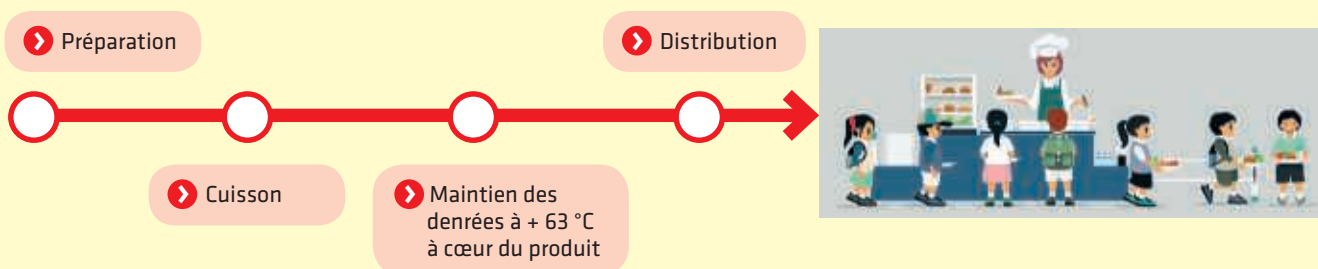 Préparation
Cuisson
Maintien des
denrées à + 63 °C
à cœur du produit
Distribution